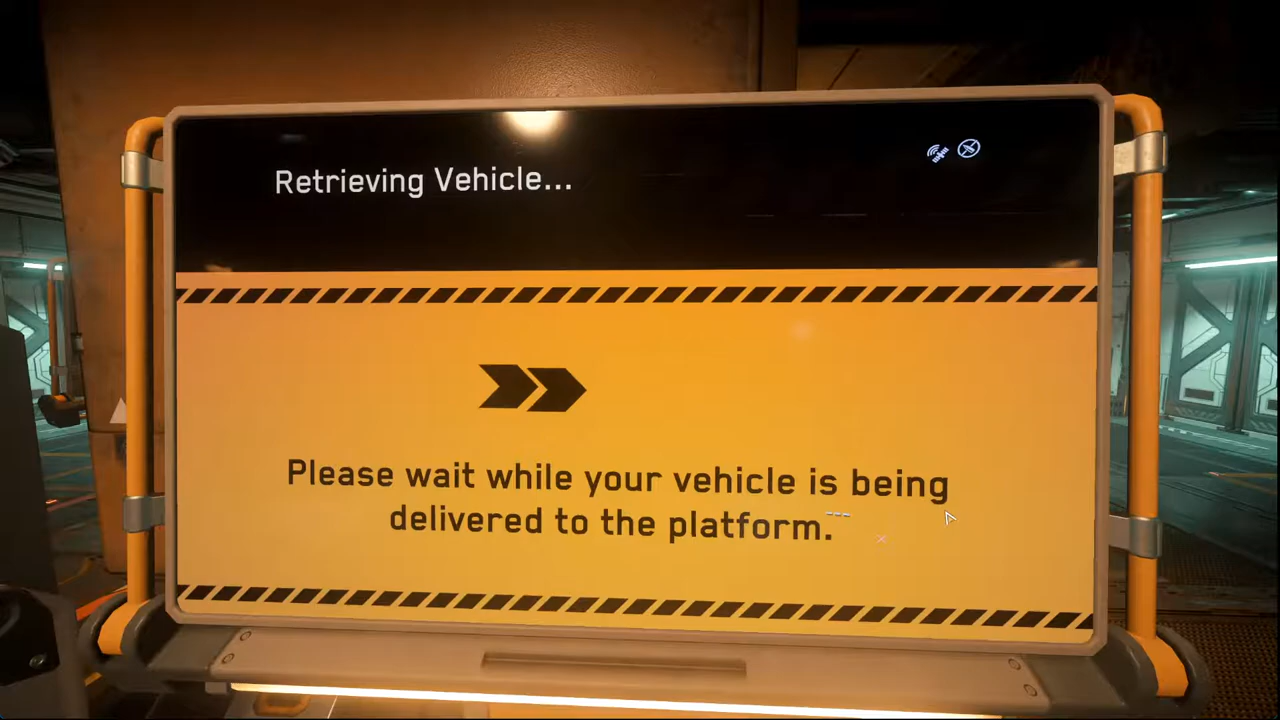 Retrieving Vehicle...
Please wait while your vehicle is being
delivered to the platform.